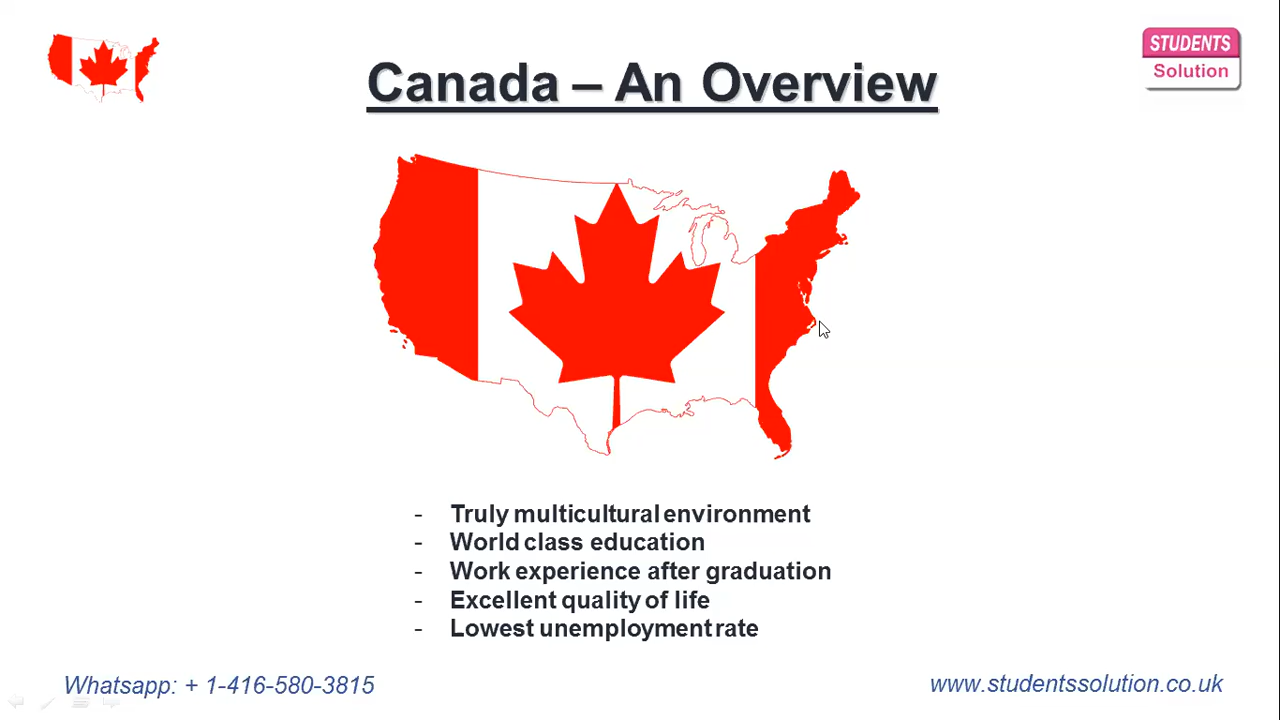 STUDENTS
Solution
Canada – An Overview
- Truly multicultural environment
- World class education
- Work experience after graduation
- Excellent quality of life
- Lowest unemployment rate
Whatsapp: + 1-416-580-3815
www.studentssolution.co.uk